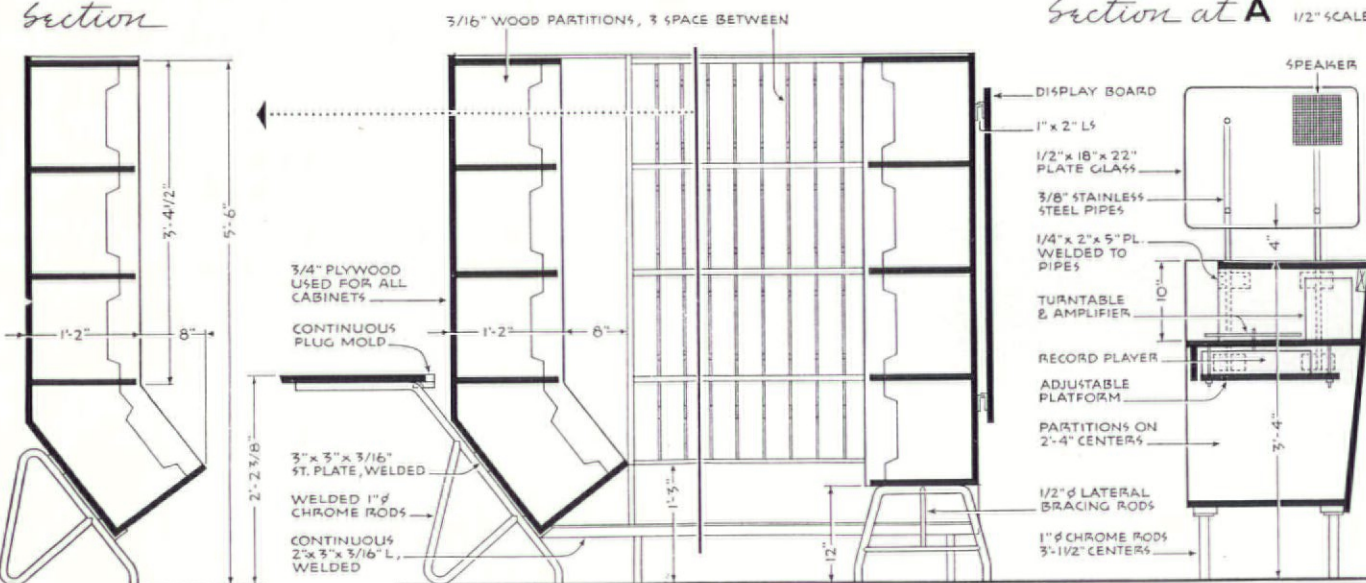 Section
3/16" WOOD PARTITIONS, 3 SPACE BETWEEN
Section at A 1/2" SCALE
SPEAKER
DISPLAY BOARD
1" x 2" LS
1/2" x 18" x 22"
PLATE GLASS
3/8" STAINLESS
STEEL PIPES
1/4" x 2" x 5" PL.
WELDED TO
PIPES
TURNTABLE
& AMPLIFIER
RECORD PLAYER
ADJUSTABLE
PLATFORM
PARTITIONS ON
2'-4" CENTERS
1/2" ϕ LATERAL
BRACING RODS
1" ϕ CHROME RODS
3'-1 1/2" CENTERS
4"
10"
3'-4"
3'-4 1/2"
5'-6"
1'-2"
8"
3/4" PLYWOOD
USED FOR ALL
CABINETS
CONTINUOUS
PLUG MOLD
1'-2"
8"
2'-2 3/8"
3" x 3" x 3/16"
ST. PLATE, WELDED
WELDED 1" ϕ
CHROME RODS
CONTINUOUS
2" x 3" x 3/16" L,
WELDED
1'-3"
12"